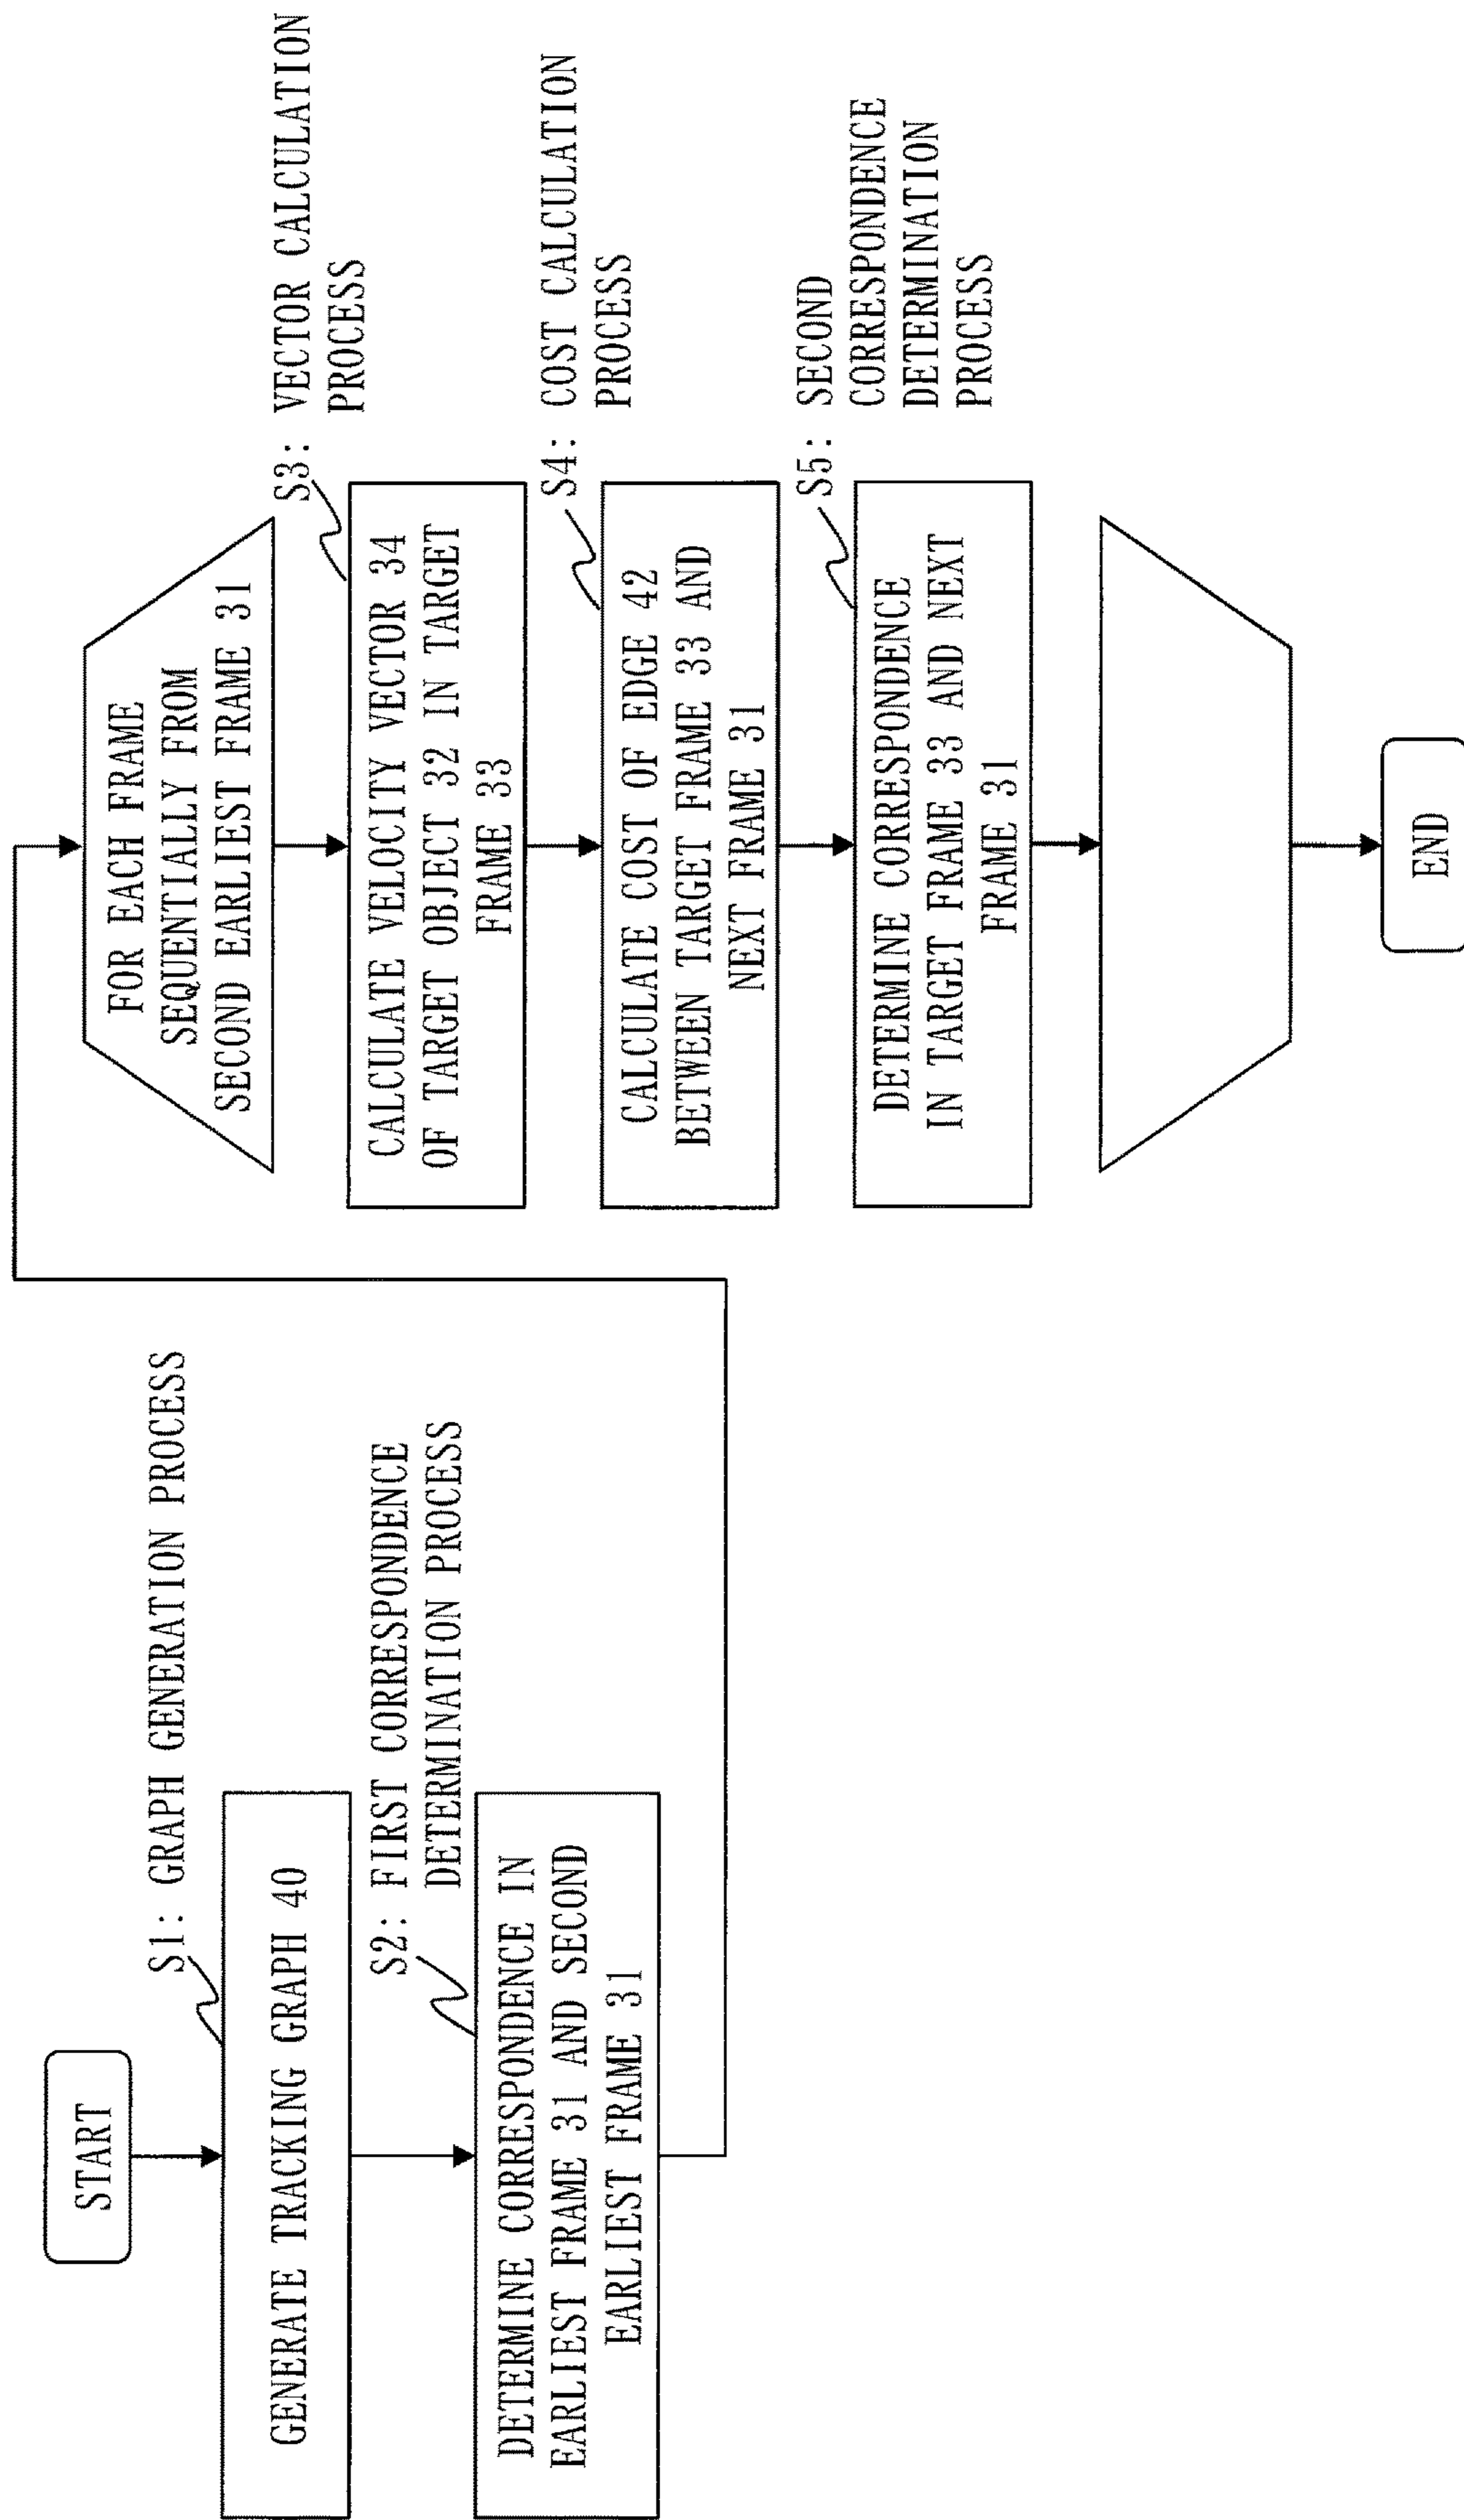 START
S1: GRAPH GENERATION PROCESS
GENERATE TRACKING GRAPH 40
S2: FIRST CORRESPONDENCE
DETERMINATION PROCESS
DETERMINE CORRESPONDENCE IN
EARLIEST FRAME 31 AND SECOND
EARLIEST FRAME 31
FOR EACH FRAME
SEQUENTIALLY FROM
SECOND EARLIEST FRAME 31
S3: VECTOR CALCULATION
PROCESS
CALCULATE VELOCITY VECTOR 34
OF TARGET OBJECT 32 IN TARGET
FRAME 33
S4: COST CALCULATION
PROCESS
CALCULATE COST OF EDGE 42
BETWEEN TARGET FRAME 33 AND
NEXT FRAME 31
S5: SECOND
CORRESPONDENCE
DETERMINATION
PROCESS
DETERMINE CORRESPONDENCE
IN TARGET FRAME 33 AND NEXT
FRAME 31
END